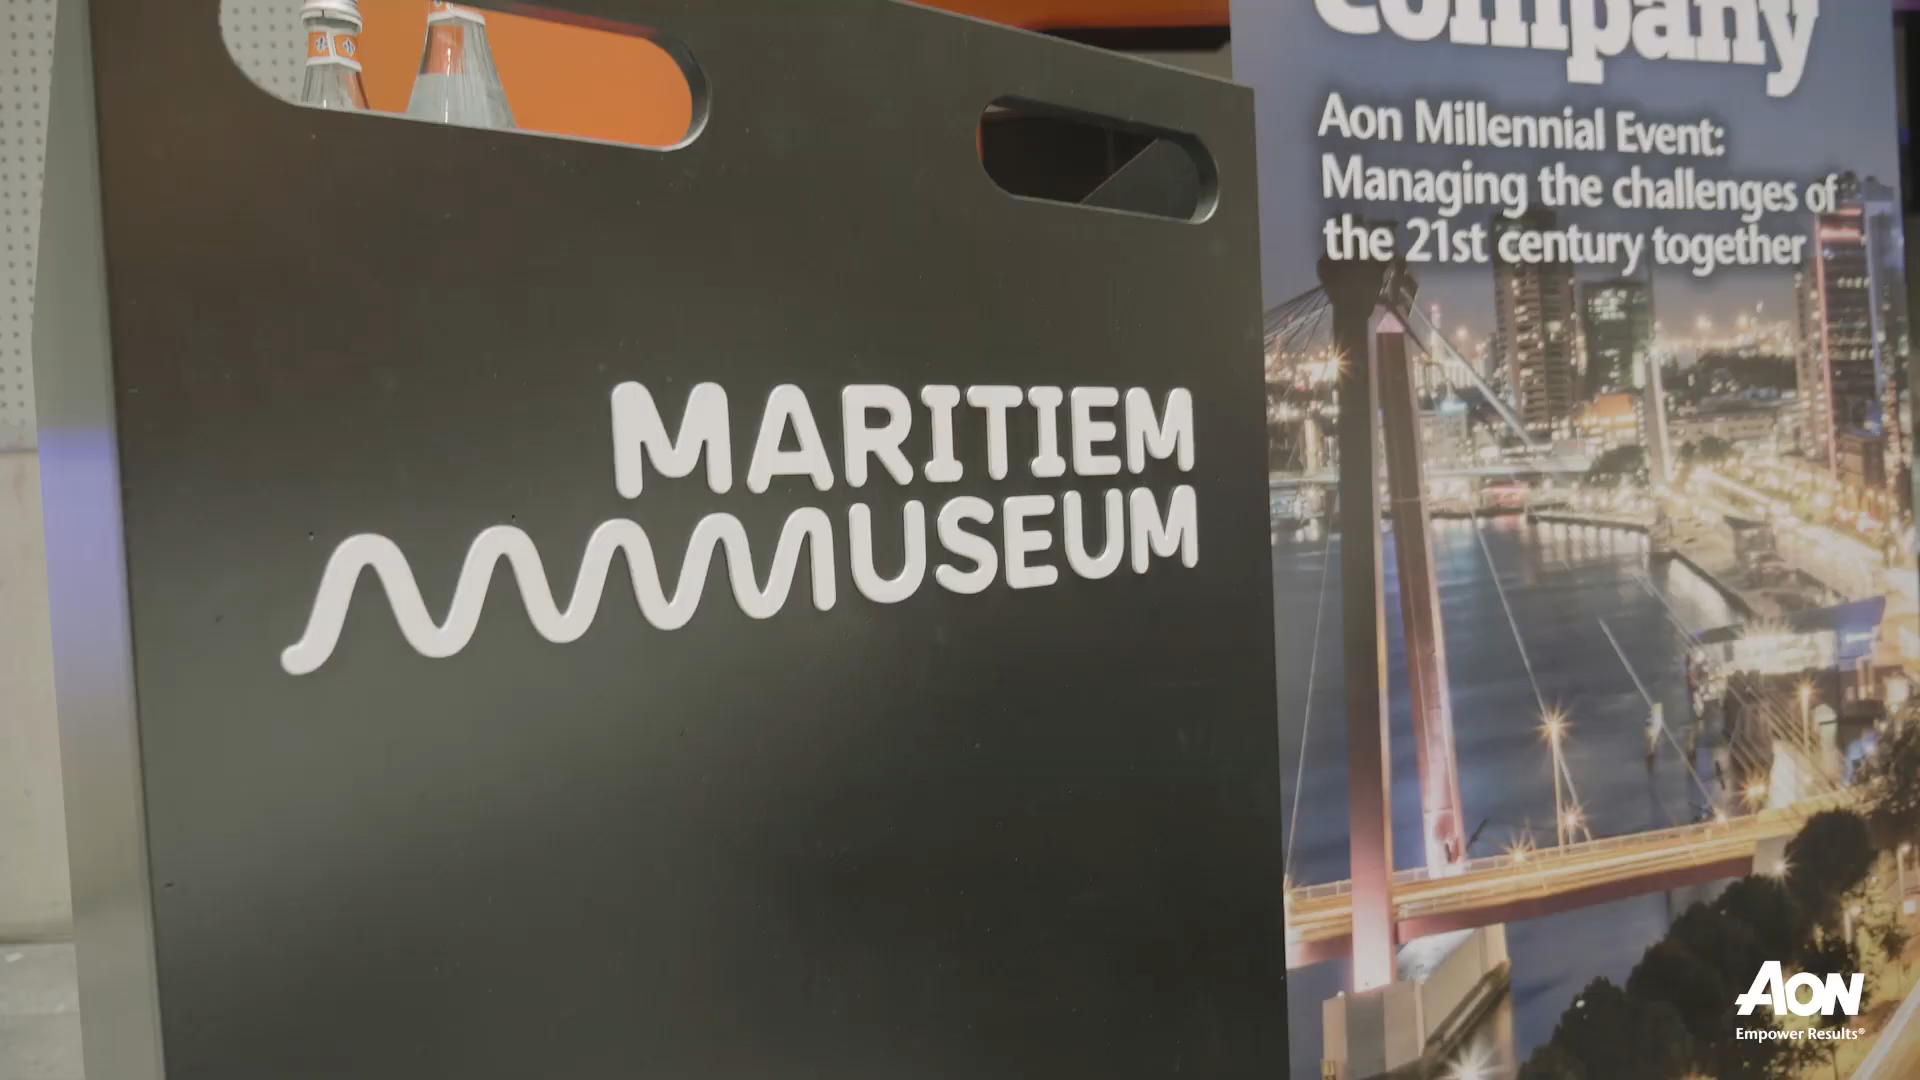 MARITIEM
MUSEUM
company
Aon Millennial Event:
Managing the challenges of
the 21st century together
AON
Empower Results®